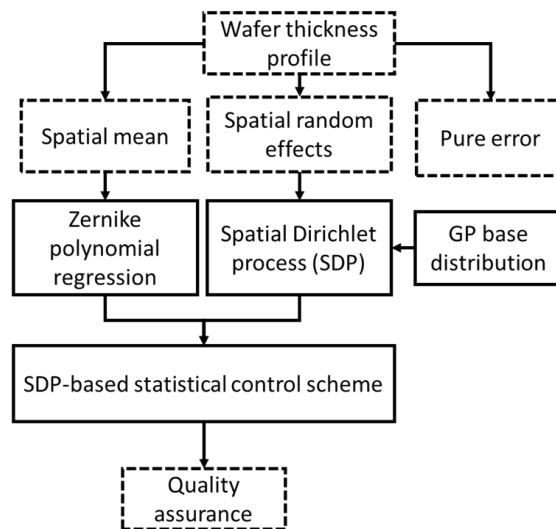 Wafer thickness
profile
Spatial mean
Spatial random
effects
Pure error
Zernike
polynomial
regression
Spatial Dirichlet
process (SDP)
GP base
distribution
SDP-based statistical control scheme
Quality
assurance